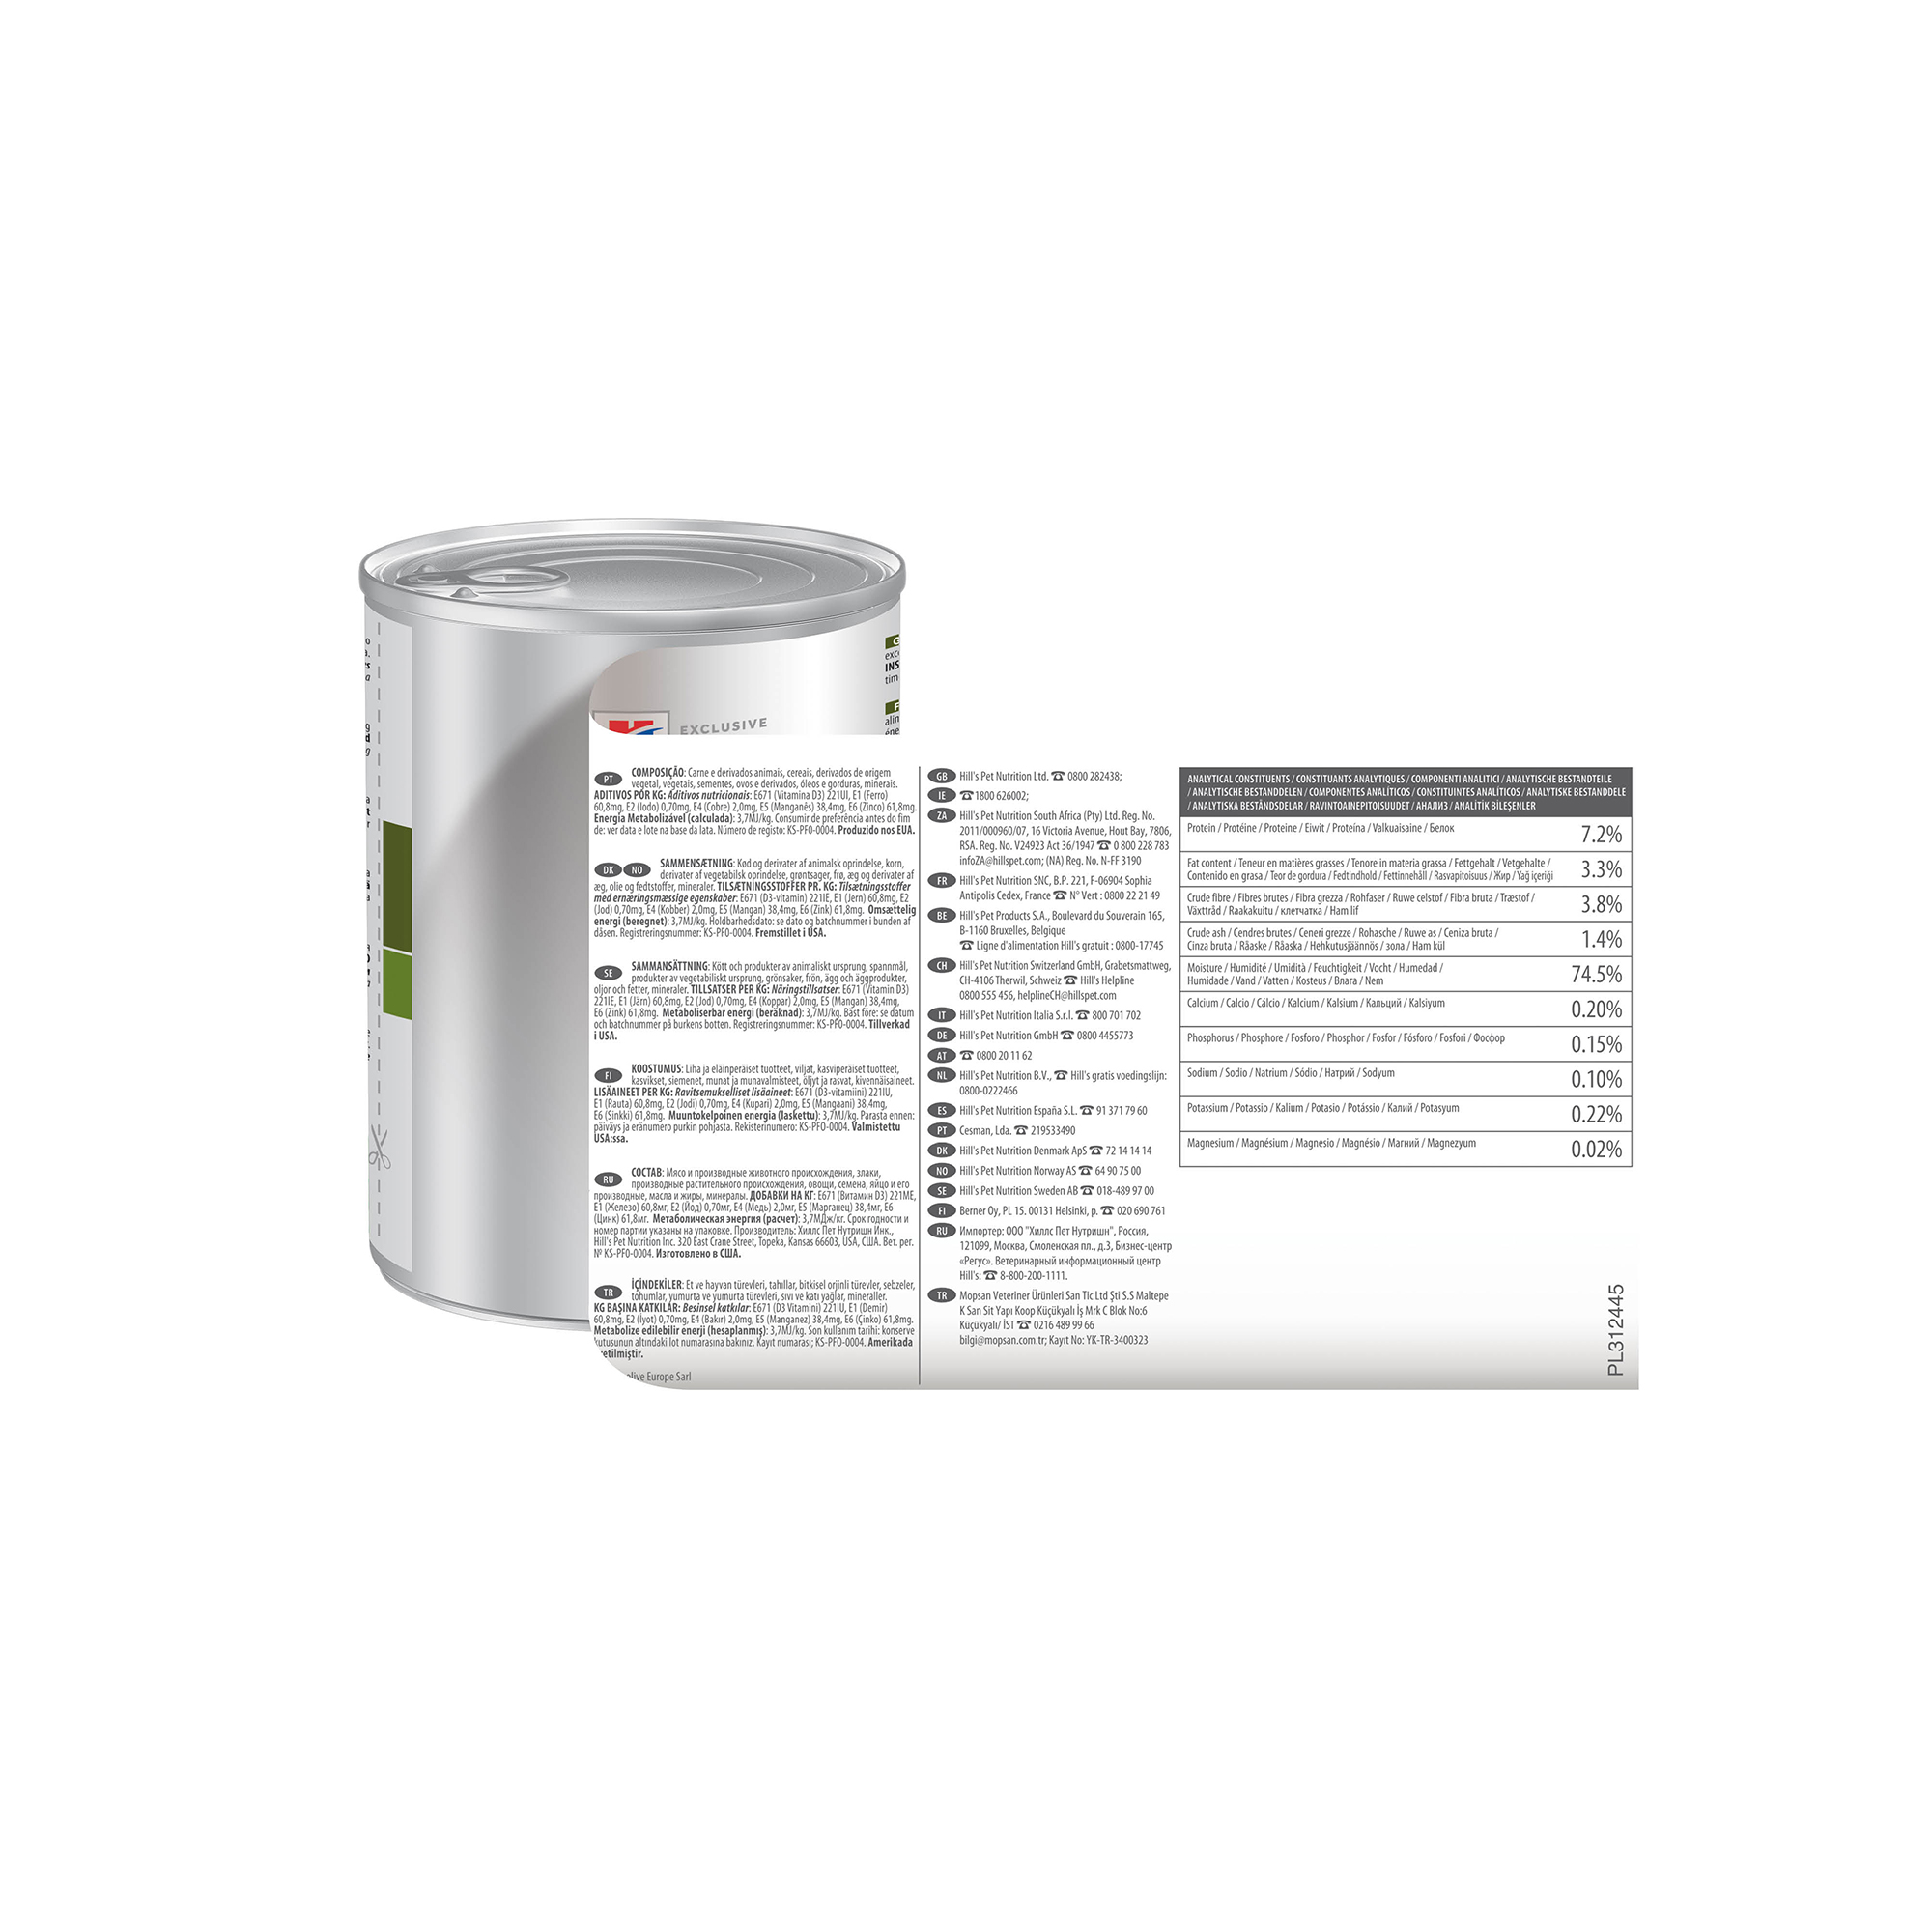 EXCLUSIVE
INS
tim
PT COMPOSIÇÃO: Carne e derivados animais, cereais, derivados de origem
vegetal, vegetais, sementes, ovos e derivados, óleos e gorduras, minerais.
ADITIVOS POR KG: Aditivos nutricionais: E671 (Vitamina D3) 221UI, E1 (Ferro)
60,8mg, E2 (Iodo) 0,70mg, E4 (Cobre) 2,0mg, E5 (Manganês) 38,4mg, E6 (Zinco) 61,8mg.
Energia Metabolizável (calculada): 3,7MJ/kg. Consumir de preferência antes do fim
de: ver data e lote na base da lata. Número de registo: KS-PF0-0004. Produzido nos EUA.
DK NO SAMMENSÆTNING: Kød og derivater af animalsk oprindelse, korn,
derivater af vegetabilsk oprindelse, grøntsager, frø, æg og derivater af
æg, olie og fedtstoffer, mineraler. TILSÆTNINGSSTOFFER PR. KG: Tilsætningsstoffer
med ernæringsmæssige egenskaber: E671 (D3-vitamin) 221IE, E1 (Jern) 60,8mg, E2
(Jod) 0,70mg, E4 (Kobber) 2,0mg, E5 (Mangan) 38,4mg, E6 (Zink) 61,8mg. Omsættelig
energi (beregnet): 3,7MJ/kg. Holdbarhedsdato: se dato og batchnummer i bunden af
dåsen. Registreringsnummer: KS-PF0-0004. Fremstillet i USA.
SE SAMMANSÄTTNING: Kött och produkter av animaliskt ursprung, spannmål,
produkter av vegetabiliskt ursprung, grönsaker, frön, ägg och äggprodukter,
oljor och fetter, mineraler. TILLSATSER PER KG: Näringstillsatser: E671 (Vitamin D3)
221IE, E1 (Järn) 60,8mg, E2 (Jod) 0,70mg, E4 (Koppar) 2,0mg, E5 (Mangan) 38,4mg,
E6 (Zink) 61,8mg. Metaboliserbar energi (beräknad): 3,7MJ/kg. Bäst före: se datum
och batchnummer på burkens botten. Registreringsnummer: KS-PF0-0004. Tillverkad
i USA.
FI KOOSTUMUS: Liha ja eläinperäiset tuotteet, viljat, kasviperäiset tuotteet,
kasvikset, siemenet, munat ja munavalmisteet, öljyt ja rasvat, kivennäisaineet.
LISÄAINEET PER KG: Ravitsemukselliset lisäaineet: E671 (D3-vitamiini) 221IU,
E1 (Rauta) 60,8mg, E2 (Jodi) 0,70mg, E4 (Kupari) 2,0mg, E5 (Mangaani) 38,4mg,
E6 (Sinkki) 61,8mg. Muuntokelpoinen energia (laskettu): 3,7MJ/kg. Parasta ennen:
päiväys ja eränumero purkin pohjasta. Rekisterinumero: KS-PF0-0004. Valmistettu
USA:ssa.
RU СОСТАВ: Мясо и производные животного происхождения, злаки,
производные растительного происхождения, овощи, семена, яйцо и его
производные, масла и жиры, минералы. ДОБАВКИ НА КГ: E671 (Витамин D3) 221МЕ,
E1 (Железо) 60,8мг, E2 (Йод) 0,70мг, E4 (Медь) 2,0мг, E5 (Марганец) 38,4мг, E6
(Цинк) 61,8мг. Метаболическая энергия (расчет): 3,7МДж/кг. Срок годности и
номер партии указаны на упаковке. Производитель: Хиллс Пет Нутришн Инк.,
Hill's Pet Nutrition Inc. 320 East Crane Street, Topeka, Kansas 66603, USA, США. Вет. рег.
№ KS-PF0-0004. Изготовлено в США.
TR İÇİNDEKİLER: Et ve hayvan türevleri, tahıllar, bitkisel orjinli türevler, sebzeler,
tohumlar, yumurta ve yumurta türevleri, sıvı ve katı yağlar, mineraller.
KG BAŞINA KATKILAR: Besinsel katkılar: E671 (D3 Vitamini) 221IU, E1 (Demir)
60,8mg, E2 (İyot) 0,70mg, E4 (Bakır) 2,0mg, E5 (Manganez) 38,4mg, E6 (Çinko) 61,8mg.
Metabolize edilebilir enerji (hesaplanmış): 3,7MJ/kg. Son kullanım tarihi: konserve
kutusunun altındaki lot numarasına bakınız. Kayıt numarası: KS-PF0-0004. Amerikada
etilmiştir.
olive Europe Sarl
GB Hill's Pet Nutrition Ltd. ☎ 0800 282438;
IE ☎1800 626002;
ZA Hill's Pet Nutrition South Africa (Pty) Ltd. Reg. No.
2011/000960/07, 16 Victoria Avenue, Hout Bay, 7806,
RSA. Reg. No. V24923 Act 36/1947 ☎ 0 800 228 783
infoZA@hillspet.com; (NA) Reg. No. N-FF 3190
FR Hill's Pet Nutrition SNC, B.P. 221, F-06904 Sophia
Antipolis Cedex, France ☎ N° Vert : 0800 22 21 49
BE Hill's Pet Products S.A., Boulevard du Souverain 165,
B-1160 Bruxelles, Belgique
☎ Ligne d'alimentation Hill's gratuit : 0800-17745
CH Hill's Pet Nutrition Switzerland GmbH, Grabetsmattweg,
CH-4106 Therwil, Schweiz ☎ Hill's Helpline
0800 555 456, helplineCH@hillspet.com
IT Hill's Pet Nutrition Italia S.r.l. ☎ 800 701 702
DE Hill's Pet Nutrition GmbH ☎ 0800 4455773
AT ☎ 0800 20 11 62
NL Hill's Pet Nutrition B.V., ☎ Hill's gratis voedingslijn:
0800-0222466
ES Hill's Pet Nutrition España S.L. ☎ 91 371 79 60
PT Cesman, Lda. ☎ 219533490
DK Hill's Pet Nutrition Denmark ApS ☎ 72 14 14 14
NO Hill's Pet Nutrition Norway AS ☎ 64 90 75 00
SE Hill's Pet Nutrition Sweden AB ☎ 018-489 97 00
FI Berner Oy, PL 15. 00131 Helsinki, p. ☎ 020 690 761
RU Импортер: ООО "Хиллс Пет Нутришн", Россия,
121099, Москва, Смоленская пл., д.3, Бизнес-центр
«Регус». Ветеринарный информационный центр
Hill's: ☎ 8-800-200-1111.
TR Mopsan Veteriner Ürünleri San Tic Ltd Şti S.S Maltepe
K San Sit Yapı Koop Küçükyalı İş Mrk C Blok No:6
Küçükyalı/ İST ☎ 0216 489 99 66
bilgi@mopsan.com.tr; Kayıt No: YK-TR-3400323
ANALYTICAL CONSTITUENTS / CONSTITUANTS ANALYTIQUES / COMPONENTI ANALITICI / ANALYTISCHE BESTANDTEILE
/ ANALYTISCHE BESTANDDELEN / COMPONENTES ANALÍTICOS / CONSTITUINTES ANALÍTICOS / ANALYTISKE BESTANDDELE
/ ANALYTISKA BESTÅNDSDELAR / RAVINTOAINEPITOISUUDET / АНАЛИЗ / ANALİTİK BİLEŞENLER
Protein / Protéine / Proteine / Eiwit / Proteína / Valkuaisaine / Белок 7.2%
Fat content / Teneur en matières grasses / Tenore in materia grassa / Fettgehalt / Vetgehalte /
Contenido en grasa / Teor de gordura / Fedtindhold / Fettinnehåll / Rasvapitoisuus / Жир / Yağ içeriği 3.3%
Crude fibre / Fibres brutes / Fibra grezza / Rohfaser / Ruwe celstof / Fibra bruta / Træstof /
Växttråd / Raakakuitu / клетчатка / Ham lif 3.8%
Crude ash / Cendres brutes / Ceneri grezze / Rohasche / Ruwe as / Ceniza bruta /
Cinza bruta / Råaske / Råaska / Hehkutusjäännös / зола / Ham kül 1.4%
Moisture / Humidité / Umidità / Feuchtigkeit / Vocht / Humedad /
Humidade / Vand / Vatten / Kosteus / Влага / Nem 74.5%
Calcium / Calcio / Cálcio / Kalcium / Kalsium / Кальций / Kalsiyum 0.20%
Phosphorus / Phosphore / Fosforo / Phosphor / Fosfor / Fósforo / Fosfori / Фосфор 0.15%
Sodium / Sodio / Natrium / Sódio / Натрий / Sodyum 0.10%
Potassium / Potassio / Kalium / Potasio / Potássio / Калий / Potasyum 0.22%
Magnesium / Magnésium / Magnesio / Magnésio / Магний / Magnezyum 0.02%
PL312445